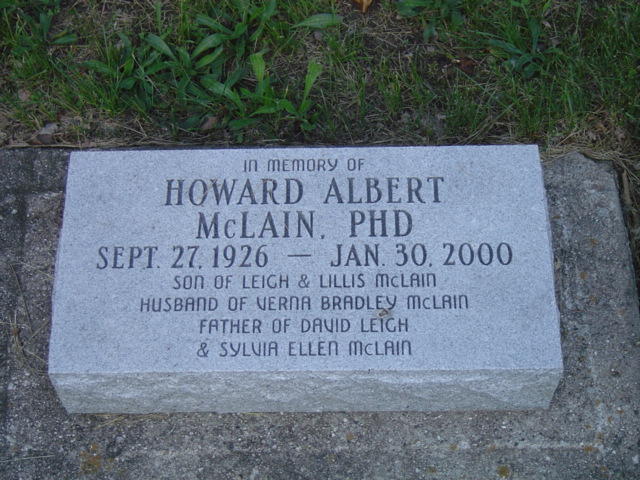 IN MEMORY OF
HOWARD ALBERT
McLAIN, PHD
SEPT. 27, 1926 — JAN. 30, 2000
SON OF LEIGH & LILLIS McLAIN
HUSBAND OF VERNA BRADLEY McLAIN
FATHER OF DAVID LEIGH
& SYLVIA ELLEN McLAIN